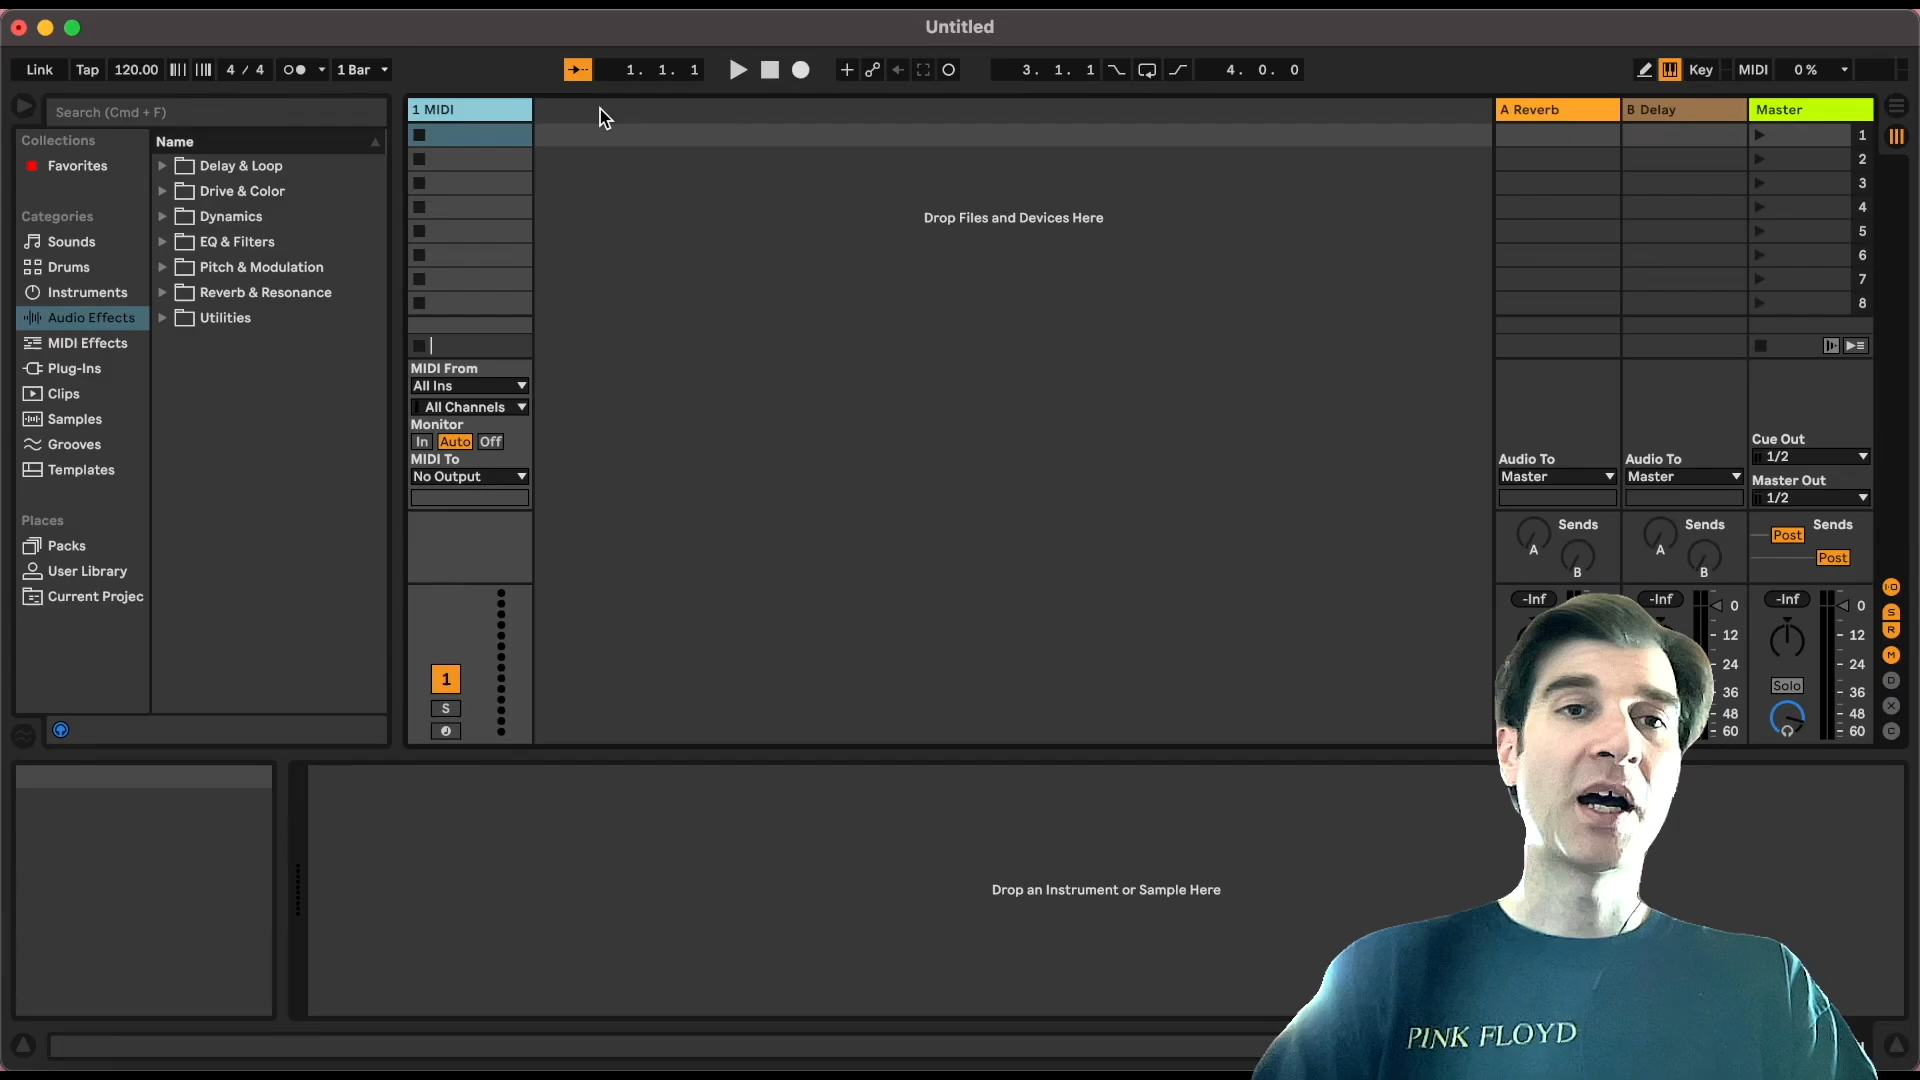 Untitled
Link Tap 120.00 4 / 4 1 Bar 1. 1. 1 3. 1. 1 4. 0. 0 Key MIDI 0 %
Search (Cmd + F)
Collections
Favorites
Categories
Sounds
Drums
Instruments
Audio Effects
MIDI Effects
Plug-Ins
Clips
Samples
Grooves
Templates
Places
Packs
User Library
Current Projec
Name
Delay & Loop
Drive & Color
Dynamics
EQ & Filters
Pitch & Modulation
Reverb & Resonance
Utilities
1 MIDI
MIDI From
All Ins
All Channels
Monitor
In Auto Off
MIDI To
No Output
1
S
Drop Files and Devices Here
A Reverb
Audio To
Master
Sends
A
B
-Inf
B Delay
Audio To
Master
Sends
A
B
-Inf
0
12
24
36
48
60
Master
1
2
3
4
5
6
7
8
Cue Out
1/2
Master Out
1/2
Sends
Post
Post
-Inf
0
12
24
36
48
60
Solo
I·O
S
R
M
D
X
C
Drop an Instrument or Sample Here
PINK FLOYD